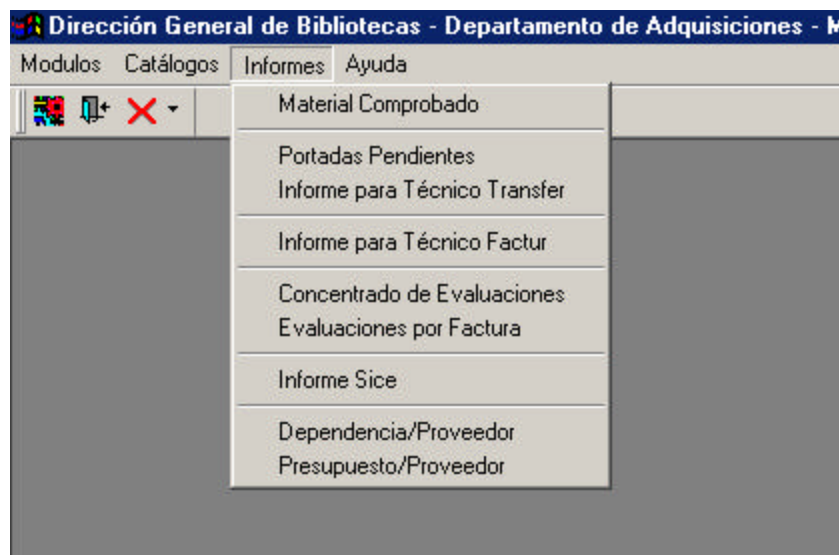 Dirección General de Bibliotecas - Departamento de Adquisiciones - M
Modulos Catálogos Informes Ayuda
Material Comprobado
Portadas Pendientes
Informe para Técnico Transfer
Informe para Técnico Factur
Concentrado de Evaluaciones
Evaluaciones por Factura
Informe Sice
Dependencia/Proveedor
Presupuesto/Proveedor